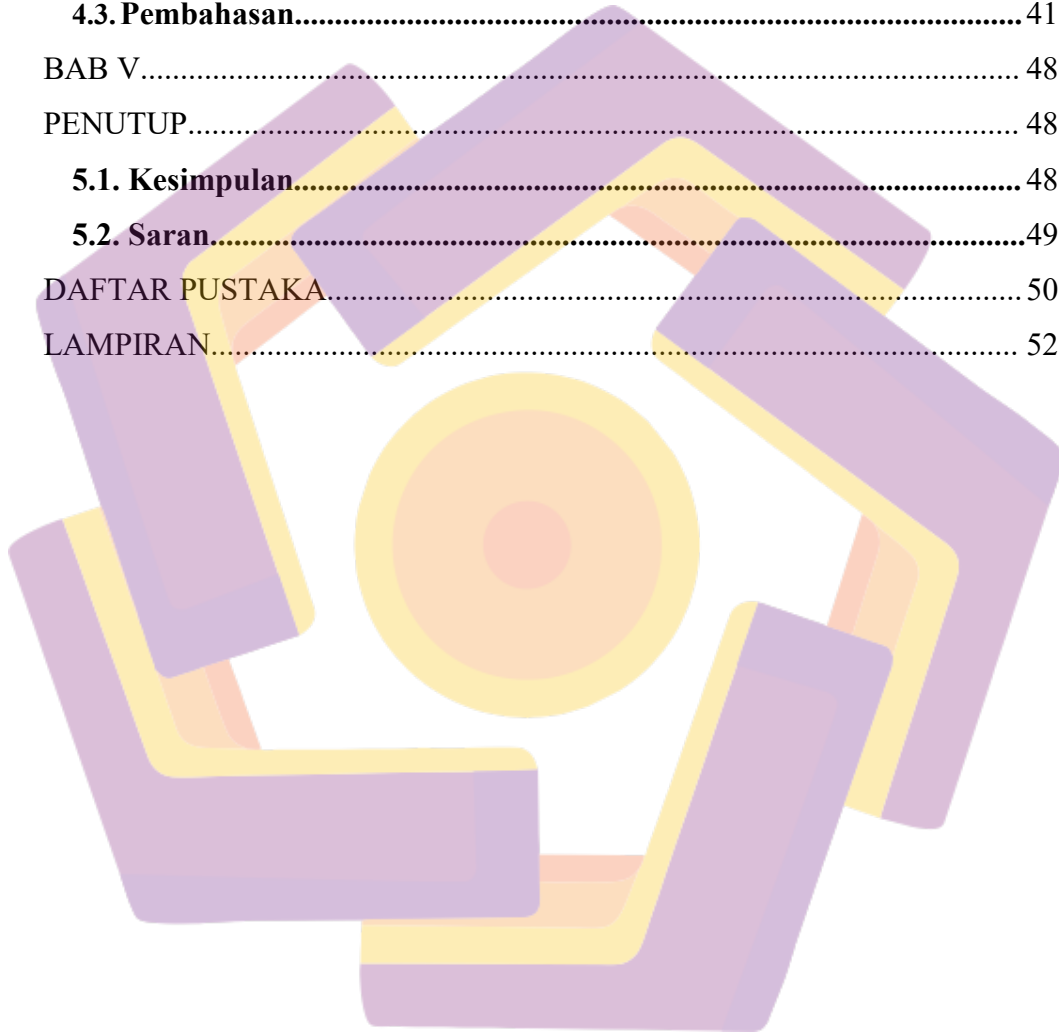 4.3. Pembahasan........................................................................................... 41
BAB V............................................................................................................. 48
PENUTUP....................................................................................................... 48
5.1. Kesimpulan........................................................................................... 48
5.2. Saran.....................................................................................................49
DAFTAR PUSTAKA...................................................................................... 50
LAMPIRAN.................................................................................................... 52